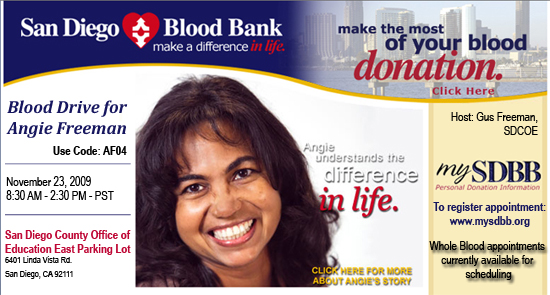 San Diego Blood Bank
make a difference in life.
make the most
of your blood
donation.
Click Here
Blood Drive for
Angie Freeman
Use Code: AF04
November 23, 2009
8:30 AM - 2:30 PM - PST
San Diego County Office of
Education East Parking Lot
6401 Linda Vista Rd.
San Diego, CA 92111
Angie
understands the
difference
in life.
CLICK HERE FOR MORE
ABOUT ANGIE'S STORY
Host: Gus Freeman,
SDCOE
mySDBB
Personal Donation Information
To register appointment:
www.mysdbb.org
Whole Blood appointments
currently available for
scheduling